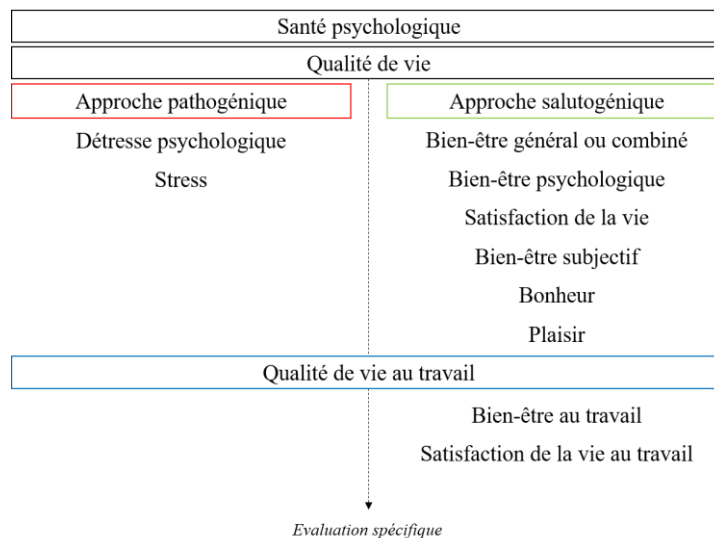 Santé psychologique
Qualité de vie
Approche pathogénique
Détresse psychologique
Stress
Approche salutogénique
Bien-être général ou combiné
Bien-être psychologique
Satisfaction de la vie
Bien-être subjectif
Bonheur
Plaisir
Qualité de vie au travail
Bien-être au travail
Satisfaction de la vie au travail
Evaluation spécifique